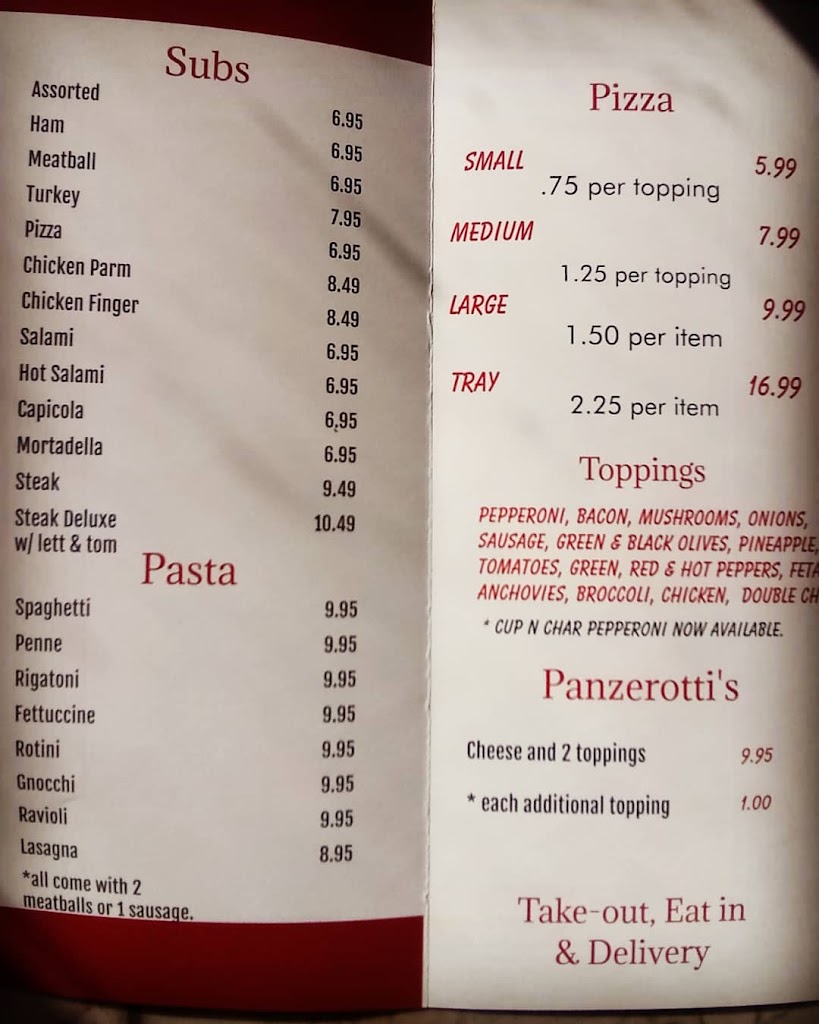 Subs
Assorted 6.95
Ham 6.95
Meatball 6.95
Turkey 7.95
Pizza 6.95
Chicken Parm 8.49
Chicken Finger 8.49
Salami 6.95
Hot Salami 6.95
Capicola 6.95
Mortadella 6.95
Steak 9.49
Steak Deluxe 10.49
w/ lett & tom
Pasta
Spaghetti 9.95
Penne 9.95
Rigatoni 9.95
Fettuccine 9.95
Rotini 9.95
Gnocchi 9.95
Ravioli 9.95
Lasagna 8.95
*all come with 2
meatballs or 1 sausage.
Pizza
SMALL 5.99
.75 per topping
MEDIUM 7.99
1.25 per topping
LARGE 9.99
1.50 per item
TRAY 16.99
2.25 per item
Toppings
PEPPERONI, BACON, MUSHROOMS, ONIONS,
SAUSAGE, GREEN & BLACK OLIVES, PINEAPPLE,
TOMATOES, GREEN, RED & HOT PEPPERS, FETA
ANCHOVIES, BROCCOLI, CHICKEN, DOUBLE CH
* CUP N CHAR PEPPERONI NOW AVAILABLE.
Panzerotti's
Cheese and 2 toppings 9.95
* each additional topping 1.00
Take-out, Eat in
& Delivery